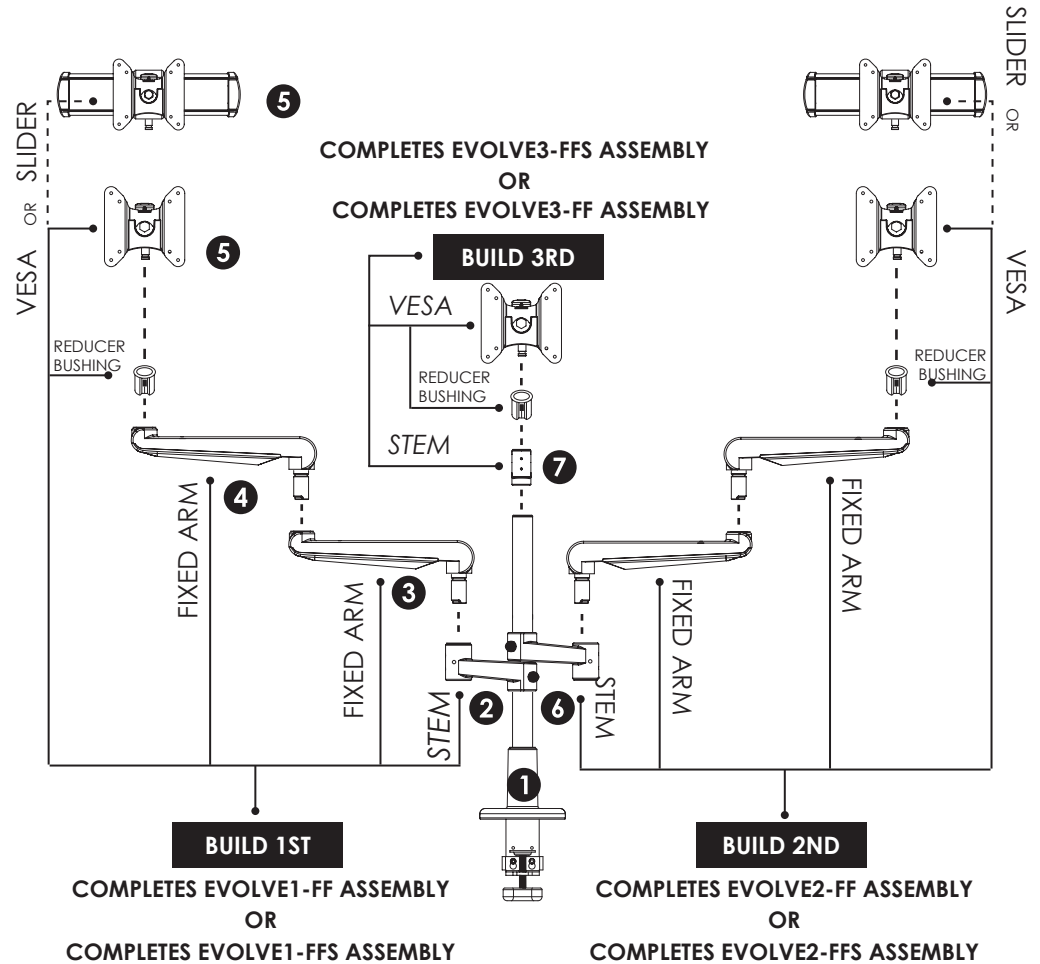 SLIDER OR
VESA OR SLIDER
5
COMPLETES EVOLVE3-FFS ASSEMBLY
OR
COMPLETES EVOLVE3-FF ASSEMBLY
5
BUILD 3RD
VESA
VESA
REDUCER
BUSHING
REDUCER
BUSHING
REDUCER
BUSHING
STEM
7
4
FIXED ARM
FIXED ARM
3
FIXED ARM
FIXED ARM
2
STEM
6
STEM
1
BUILD 1ST
BUILD 2ND
COMPLETES EVOLVE1-FF ASSEMBLY
OR
COMPLETES EVOLVE1-FFS ASSEMBLY
COMPLETES EVOLVE2-FF ASSEMBLY
OR
COMPLETES EVOLVE2-FFS ASSEMBLY